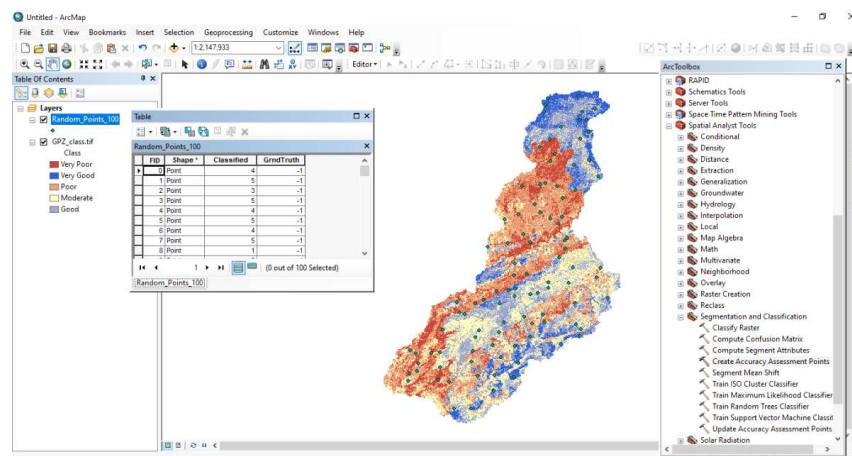 Untitled - ArcMap
File Edit View Bookmarks Insert Selection Geoprocessing Customize Windows Help
1:2,147,933
Editor
Table Of Contents
Layers
Random_Points_100
GPZ_class.tif
Class
Very Poor
Very Good
Poor
Moderate
Good
Table
Random_Points_100
FID Shape * Classified GrndTruth
0 Point 4 -1
1 Point 5 -1
2 Point 3 -1
3 Point 5 -1
4 Point 4 -1
5 Point 5 -1
6 Point 4 -1
7 Point 5 -1
8 Point 1 -1
1 (0 out of 100 Selected)
Random_Points_100
ArcToolbox
RAPID
Schematics Tools
Server Tools
Space Time Pattern Mining Tools
Spatial Analyst Tools
Conditional
Density
Distance
Extraction
Generalization
Groundwater
Hydrology
Interpolation
Local
Map Algebra
Math
Multivariate
Neighborhood
Overlay
Raster Creation
Reclass
Segmentation and Classification
Classify Raster
Compute Confusion Matrix
Compute Segment Attributes
Create Accuracy Assessment Points
Segment Mean Shift
Train ISO Cluster Classifier
Train Maximum Likelihood Classifier
Train Random Trees Classifier
Train Support Vector Machine Classif
Update Accuracy Assessment Points
Solar Radiation